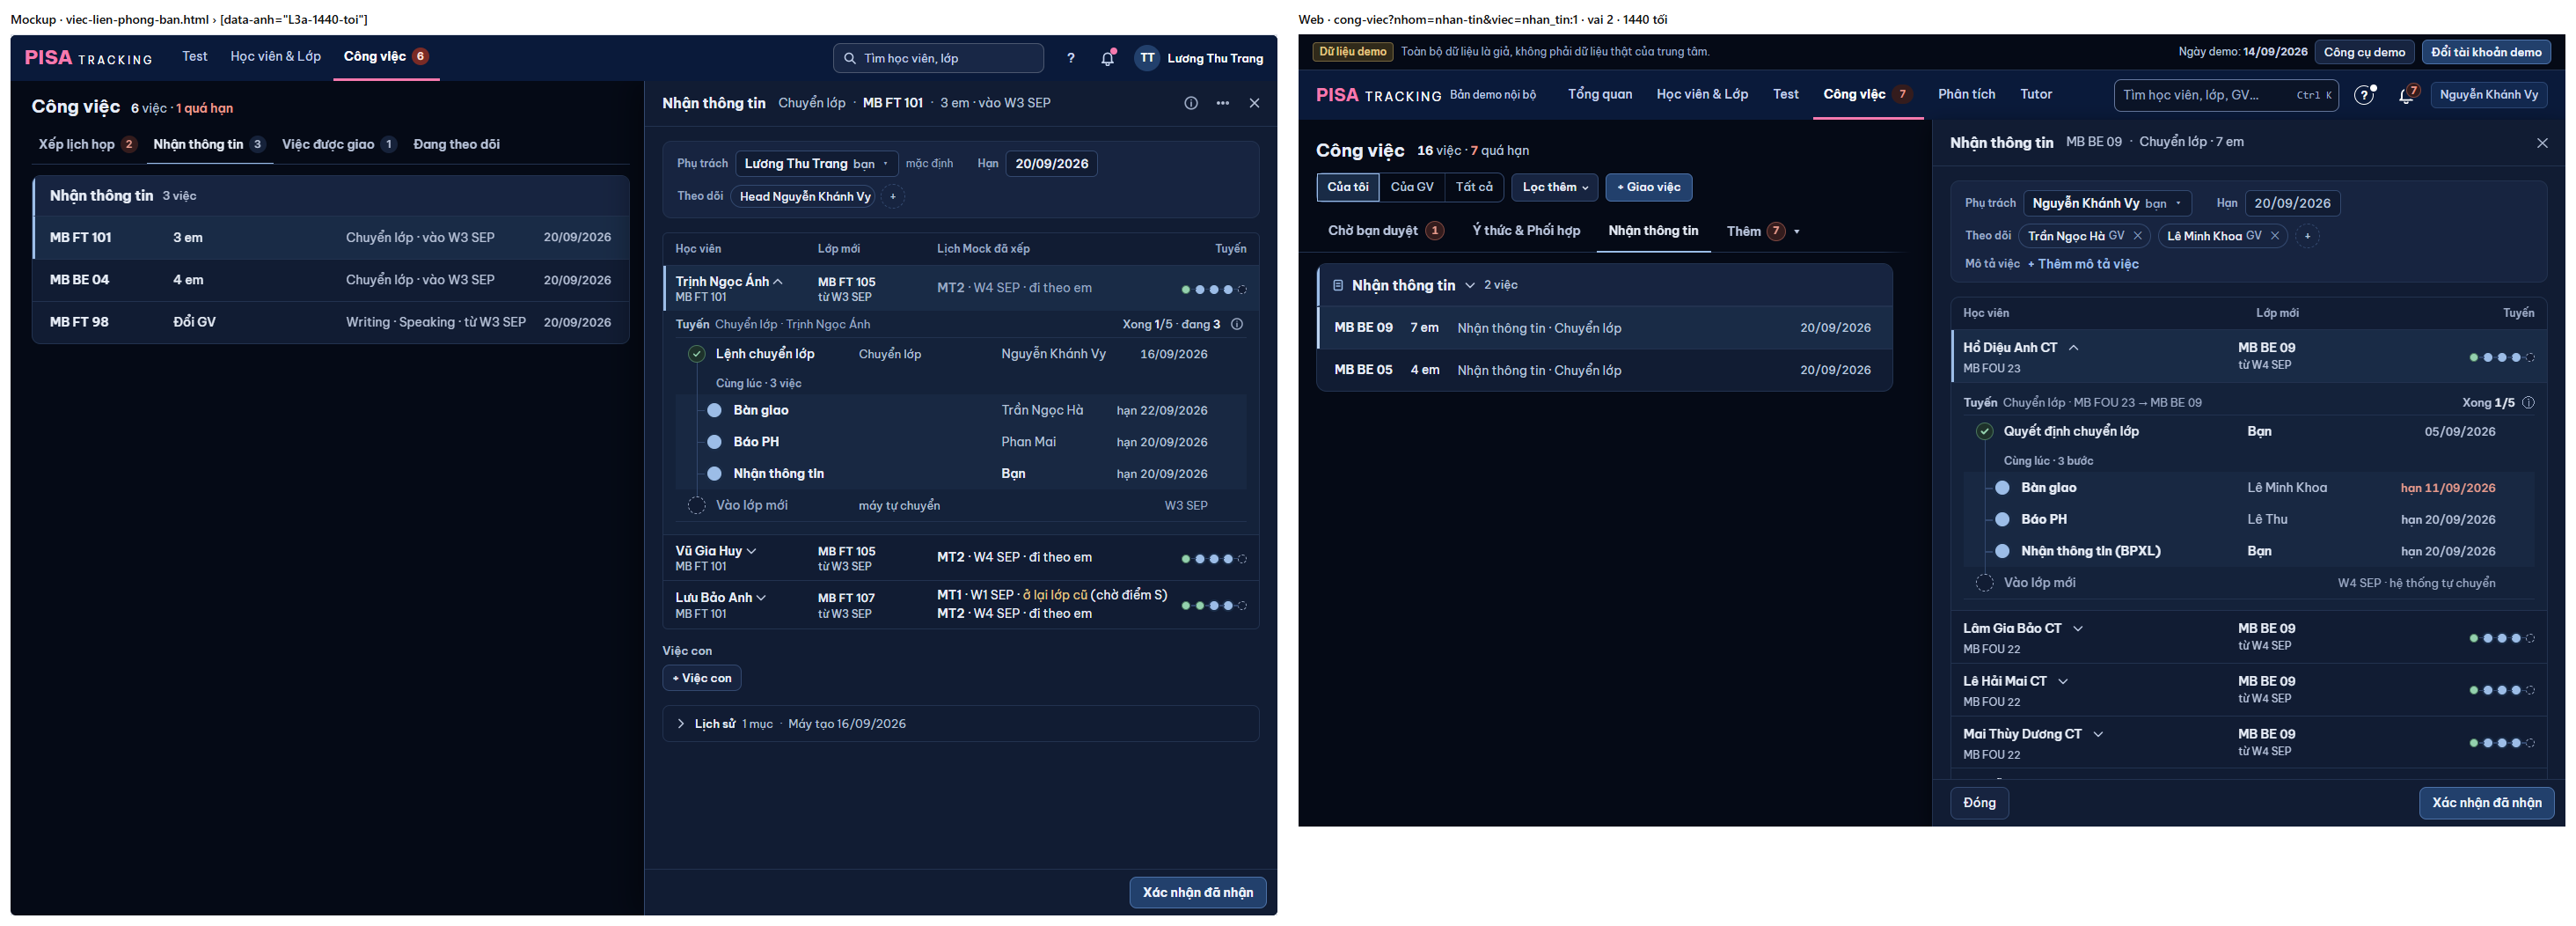 Mockup · viec-lien-phong-ban.html › [data-anh="L3a-1440-toi"]
PISA TRACKING Test Học viên & Lớp Công việc 6 Tìm học viên, lớp ? TT Lương Thu Trang
Công việc 6 việc · 1 quá hạn
Xếp lịch họp 2 Nhận thông tin 3 Việc được giao 1 Đang theo dõi
Nhận thông tin 3 việc
MB FT 101 3 em Chuyển lớp · vào W3 SEP 20/09/2026
MB BE 04 4 em Chuyển lớp · vào W3 SEP 20/09/2026
MB FT 98 Đổi GV Writing · Speaking · từ W3 SEP 20/09/2026
Nhận thông tin Chuyển lớp · MB FT 101 · 3 em · vào W3 SEP
Phụ trách Lương Thu Trang bạn mặc định Hạn 20/09/2026
Theo dõi Head Nguyễn Khánh Vy +
Học viên Lớp mới Lịch Mock đã xếp Tuyến
Trịnh Ngọc Ánh MB FT 105 MT2 · W4 SEP · đi theo em
MB FT 101 từ W3 SEP
Tuyến Chuyển lớp · Trịnh Ngọc Ánh Xong 1/5 · đang 3
Lệnh chuyển lớp Chuyển lớp Nguyễn Khánh Vy 16/09/2026
Cùng lúc · 3 việc
Bàn giao Trần Ngọc Hà hạn 22/09/2026
Báo PH Phan Mai hạn 20/09/2026
Nhận thông tin Bạn hạn 20/09/2026
Vào lớp mới máy tự chuyển W3 SEP
Vũ Gia Huy MB FT 105 MT2 · W4 SEP · đi theo em
MB FT 101 từ W3 SEP
Lưu Bảo Anh MB FT 107 MT1 · W1 SEP · ở lại lớp cũ (chờ điểm S)
MB FT 101 từ W3 SEP MT2 · W4 SEP · đi theo em
Việc con
+ Việc con
Lịch sử 1 mục · Máy tạo 16/09/2026
Xác nhận đã nhận
Web · cong-viec?nhom=nhan-tin&viec=nhan_tin:1 · vai 2 · 1440 tối
Dữ liệu demo Toàn bộ dữ liệu là giả, không phải dữ liệu thật của trung tâm. Ngày demo: 14/09/2026 Công cụ demo Đổi tài khoản demo
PISA TRACKING Bản demo nội bộ Tổng quan Học viên & Lớp Test Công việc 7 Phân tích Tutor Tìm học viên, lớp, GV... Ctrl K ? 7 Nguyễn Khánh Vy
Công việc 16 việc · 7 quá hạn
Của tôi Của GV Tất cả Lọc thêm + Giao việc
Chờ bạn duyệt 1 Ý thức & Phối hợp Nhận thông tin Thêm 7
Nhận thông tin 2 việc
MB BE 09 7 em Nhận thông tin · Chuyển lớp 20/09/2026
MB BE 05 4 em Nhận thông tin · Chuyển lớp 20/09/2026
Nhận thông tin MB BE 09 · Chuyển lớp · 7 em
Phụ trách Nguyễn Khánh Vy bạn Hạn 20/09/2026
Theo dõi Trần Ngọc Hà GV Lê Minh Khoa GV +
Mô tả việc + Thêm mô tả việc
Học viên Lớp mới Tuyến
Hồ Diệu Anh CT MB BE 09
MB FOU 23 từ W4 SEP
Tuyến Chuyển lớp · MB FOU 23 → MB BE 09 Xong 1/5
Quyết định chuyển lớp Bạn 05/09/2026
Cùng lúc · 3 bước
Bàn giao Lê Minh Khoa hạn 11/09/2026
Báo PH Lê Thu hạn 20/09/2026
Nhận thông tin (BPXL) Bạn hạn 20/09/2026
Vào lớp mới W4 SEP · hệ thống tự chuyển
Lâm Gia Bảo CT MB BE 09
MB FOU 22 từ W4 SEP
Lê Hải Mai CT MB BE 09
MB FOU 22 từ W4 SEP
Mai Thùy Dương CT MB BE 09
MB FOU 22 từ W4 SEP
Đóng Xác nhận đã nhận